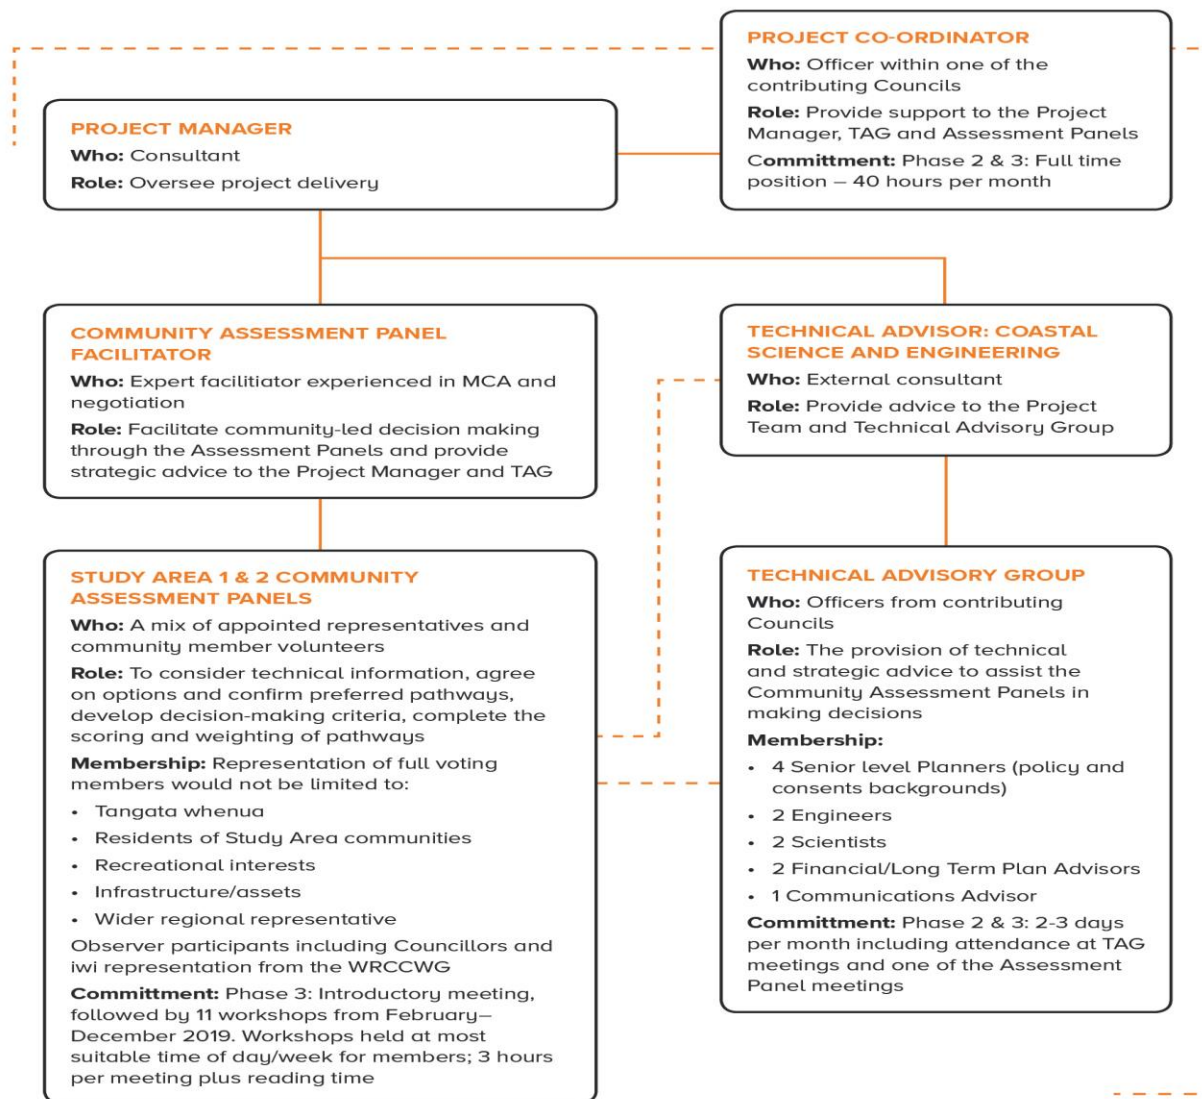 PROJECT CO-ORDINATOR
Who: Officer within one of the
contributing Councils
Role: Provide support to the Project
Manager, TAG and Assessment Panels
Committment: Phase 2 & 3: Full time
position – 40 hours per month
PROJECT MANAGER
Who: Consultant
Role: Oversee project delivery
COMMUNITY ASSESSMENT PANEL
FACILITATOR
Who: Expert facilitiator experienced in MCA and
negotiation
Role: Facilitate community-led decision making
through the Assessment Panels and provide
strategic advice to the Project Manager and TAG
TECHNICAL ADVISOR: COASTAL
SCIENCE AND ENGINEERING
Who: External consultant
Role: Provide advice to the Project
Team and Technical Advisory Group
STUDY AREA 1 & 2 COMMUNITY
ASSESSMENT PANELS
Who: A mix of appointed representatives and
community member volunteers
Role: To consider technical information, agree
on options and confirm preferred pathways,
develop decision-making criteria, complete the
scoring and weighting of pathways
Membership: Representation of full voting
members would not be limited to:
• Tangata whenua
• Residents of Study Area communities
• Recreational interests
• Infrastructure/assets
• Wider regional representative
Observer participants including Councillors and
iwi representation from the WRCCWG
Committment: Phase 3: Introductory meeting,
followed by 11 workshops from February–
December 2019. Workshops held at most
suitable time of day/week for members; 3 hours
per meeting plus reading time
TECHNICAL ADVISORY GROUP
Who: Officers from contributing
Councils
Role: The provision of technical
and strategic advice to assist the
Community Assessment Panels in
making decisions
Membership:
• 4 Senior level Planners (policy and
consents backgrounds)
• 2 Engineers
• 2 Scientists
• 2 Financial/Long Term Plan Advisors
• 1 Communications Advisor
Committment: Phase 2 & 3: 2-3 days
per month including attendance at TAG
meetings and one of the Assessment
Panel meetings